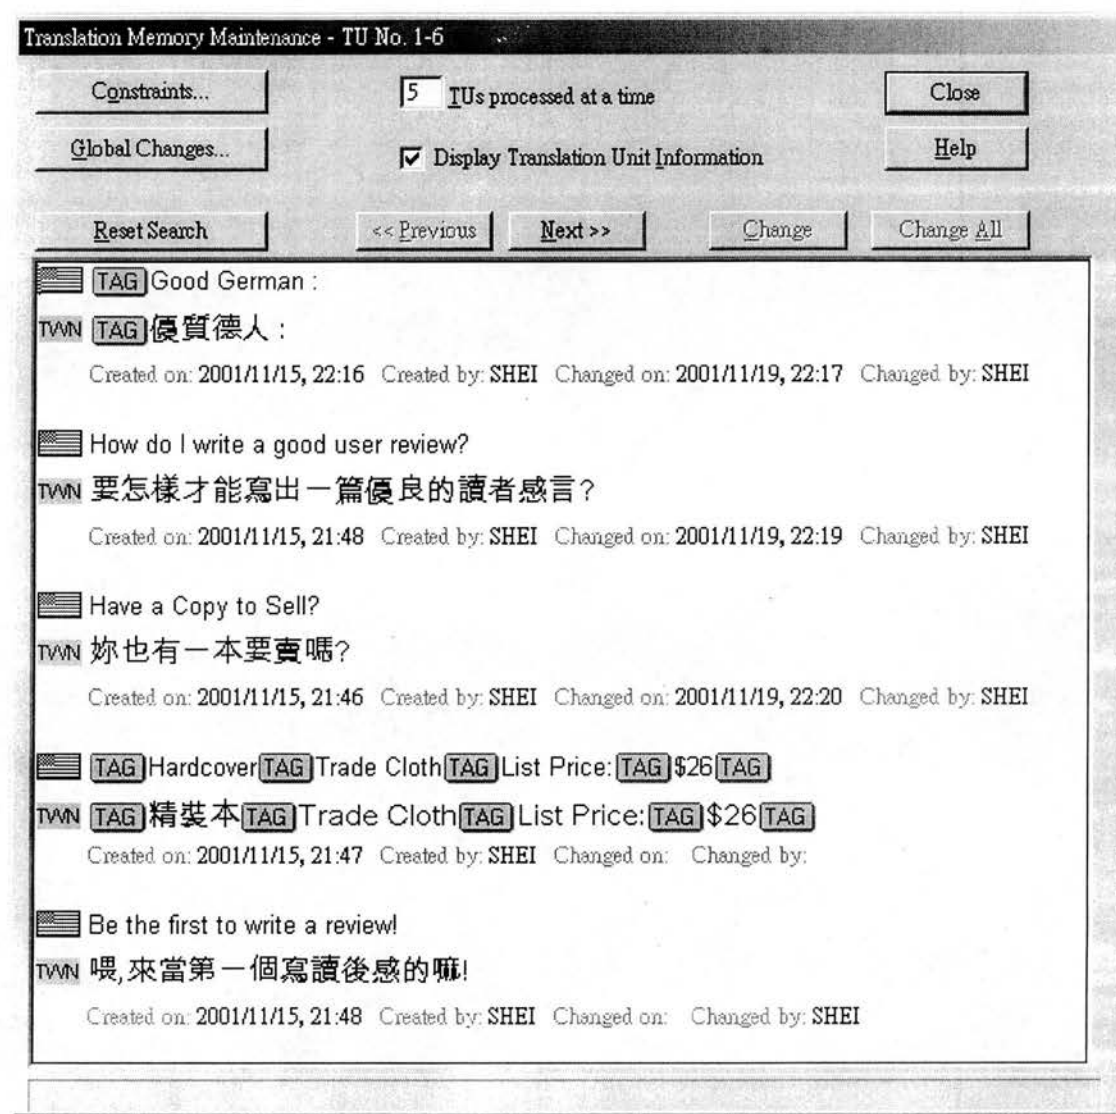 Translation Memory Maintenance - TU No. 1-6
Constraints... 5 TUs processed at a time Close
Global Changes... Display Translation Unit Information Help
Reset Search << Previous Next >> Change Change All
TAG Good German :
TWN TAG 優質德人 :
Created on: 2001/11/15, 22:16 Created by: SHEI Changed on: 2001/11/19, 22:17 Changed by: SHEI
How do I write a good user review?
TWN 要怎樣才能寫出一篇優良的讀者感言?
Created on: 2001/11/15, 21:48 Created by: SHEI Changed on: 2001/11/19, 22:19 Changed by: SHEI
Have a Copy to Sell?
TWN 妳也有一本要賣嗎?
Created on: 2001/11/15, 21:46 Created by: SHEI Changed on: 2001/11/19, 22:20 Changed by: SHEI
TAG Hardcover TAG Trade Cloth TAG List Price: TAG $26 TAG
TWN TAG 精裝本 TAG Trade Cloth TAG List Price: TAG $26 TAG
Created on: 2001/11/15, 21:47 Created by: SHEI Changed on: Changed by:
Be the first to write a review!
TWN 喂,來當第一個寫讀後感的嘛!
Created on: 2001/11/15, 21:48 Created by: SHEI Changed on: Changed by: SHEI